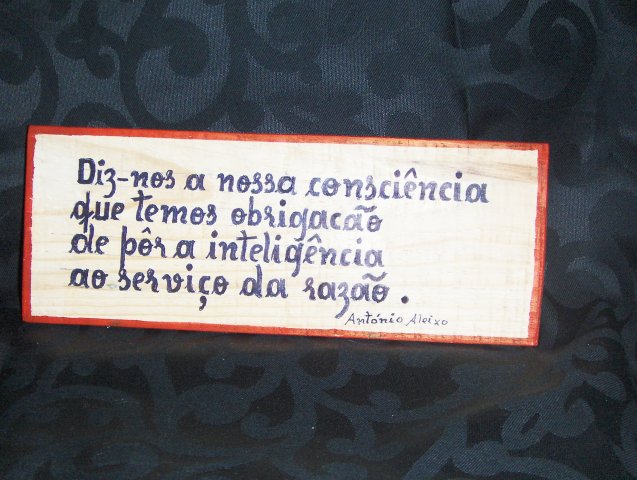 Diz-nos a nossa consciência
que temos obrigacão
de pôr a inteligência
ao serviço da razão.
António Aleixo